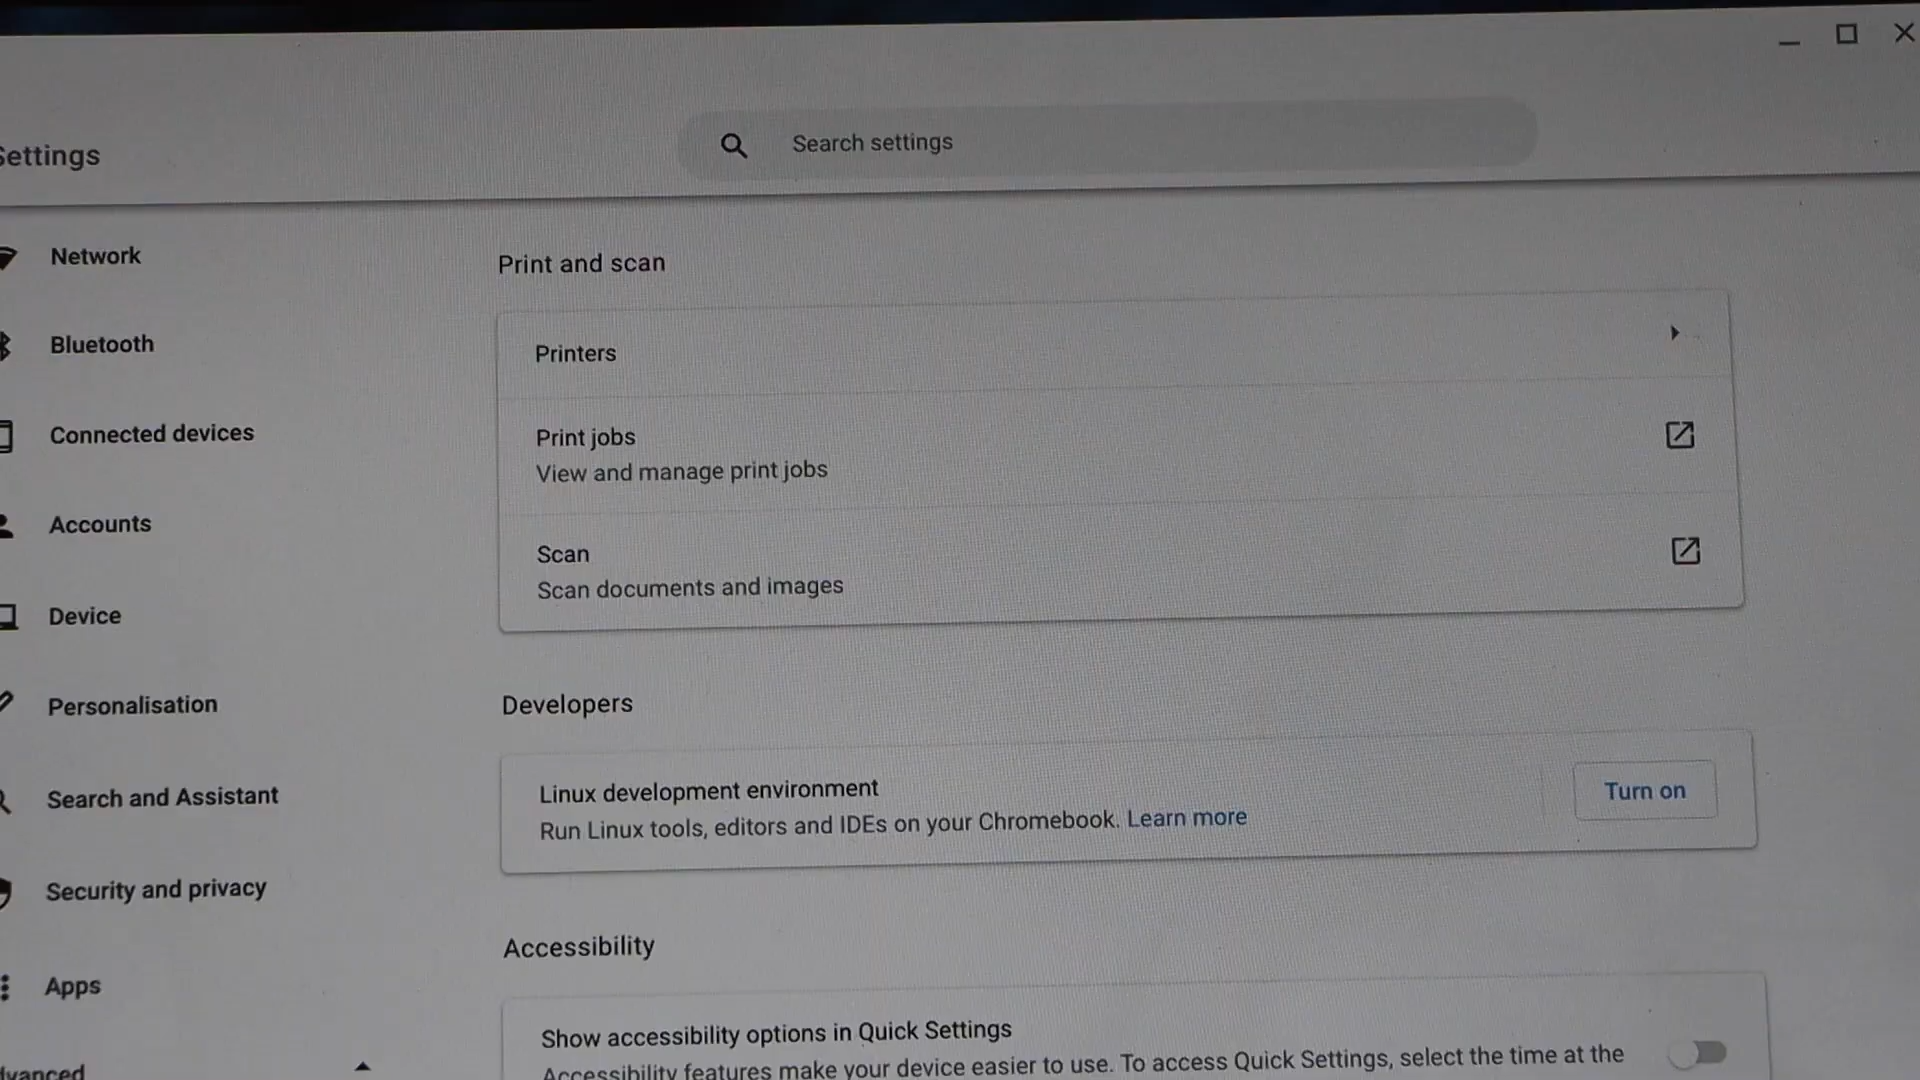 Settings
Search settings
Network
Bluetooth
Connected devices
Accounts
Device
Personalisation
Search and Assistant
Security and privacy
Apps
Advanced
Print and scan
Printers
Print jobs
View and manage print jobs
Scan
Scan documents and images
Developers
Linux development environment
Run Linux tools, editors and IDEs on your Chromebook. Learn more
Turn on
Accessibility
Show accessibility options in Quick Settings
Accessibility features make your device easier to use. To access Quick Settings, select the time at the